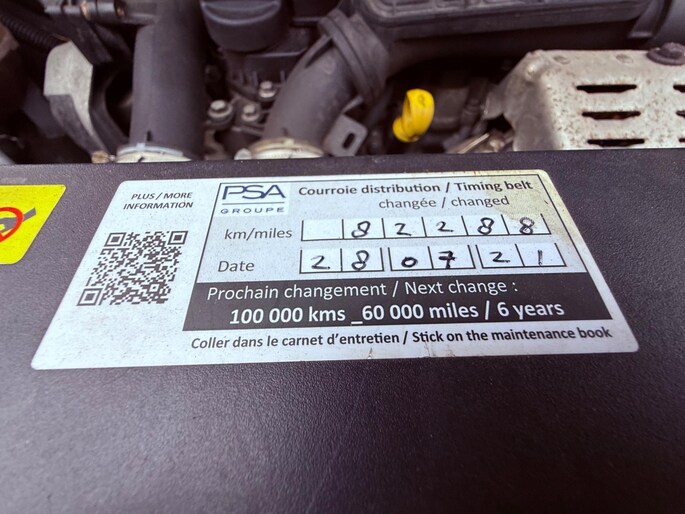 PLUS / MORE
INFORMATION
PSA
GROUPE
Courroie distribution / Timing belt
changée / changed
km/miles 82288
Date 280721
Prochain changement / Next change :
100 000 kms _60 000 miles / 6 years
Coller dans le carnet d'entretien / Stick on the maintenance book